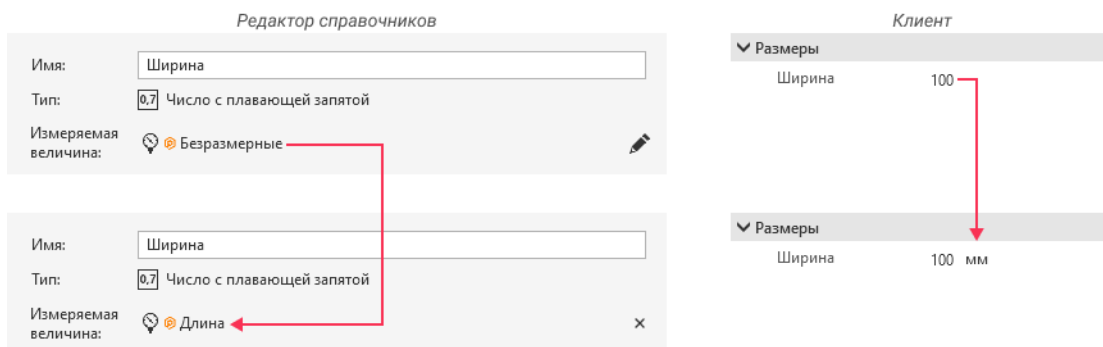 Редактор справочников
Клиент
Имя:
Ширина
Тип:
0,7 Число с плавающей запятой
Измеряемая
величина:
Безразмерные
Размеры
Ширина
100
Имя:
Ширина
Тип:
0,7 Число с плавающей запятой
Измеряемая
величина:
Длина
Размеры
Ширина
100 мм